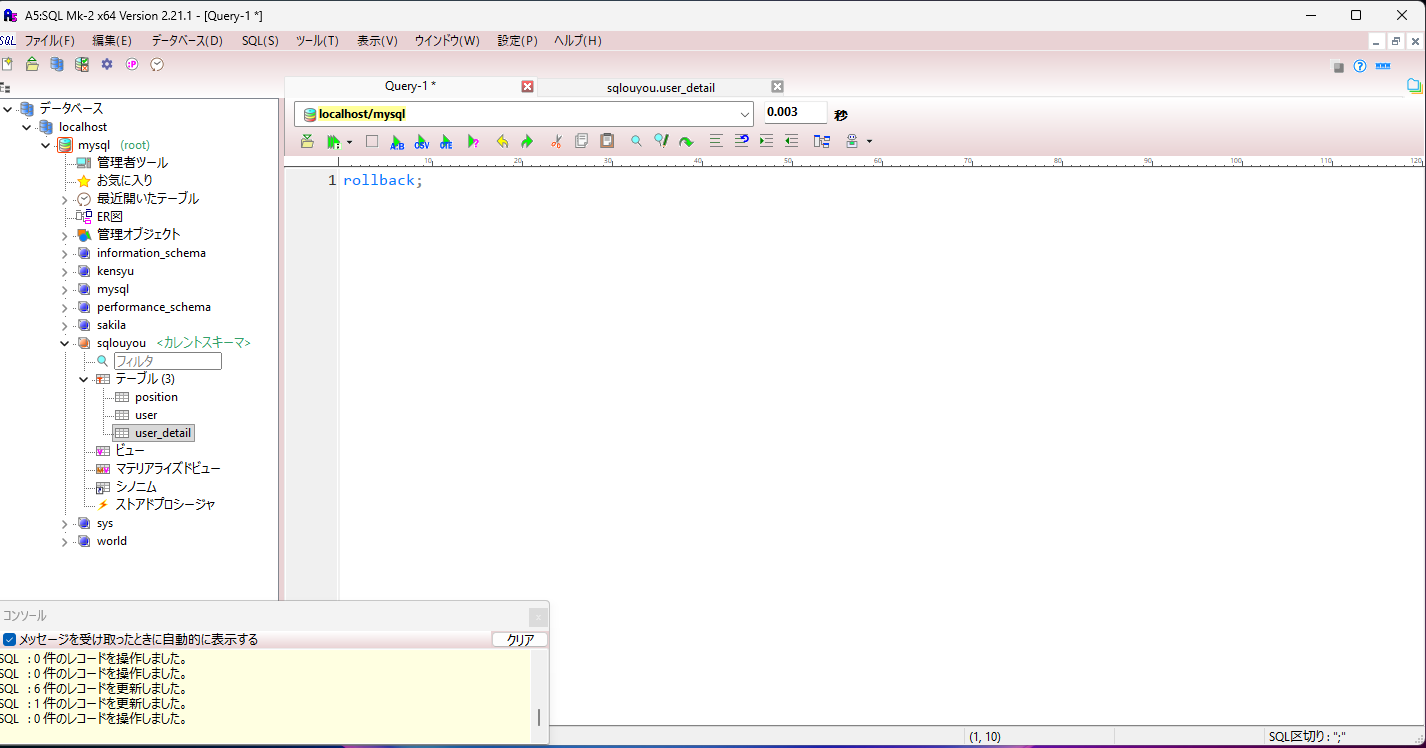 A5:SQL Mk-2 x64 Version 2.21.1 - [Query-1 *]
SQL ファイル(F) 編集(E) データベース(D) SQL(S) ツール(T) 表示(V) ウインドウ(W) 設定(P) ヘルプ(H)
Query-1 * sqlouyou.user_detail
localhost/mysql 0.003 秒
10 20 30 40 50 60 70 80 90 100 110 120
1 rollback;
データベース
localhost
mysql (root)
管理者ツール
お気に入り
最近開いたテーブル
ER図
管理オブジェクト
information_schema
kensyu
mysql
performance_schema
sakila
sqlouyou <カレントスキーマ>
フィルタ
テーブル (3)
position
user
user_detail
ビュー
マテリアライズドビュー
シノニム
ストアドプロシージャ
sys
world
コンソール
メッセージを受け取ったときに自動的に表示する クリア
SQL : 0 件のレコードを操作しました。
SQL : 0 件のレコードを操作しました。
SQL : 6 件のレコードを更新しました。
SQL : 1 件のレコードを更新しました。
SQL : 0 件のレコードを操作しました。
(1, 10) SQL区切り : ";"